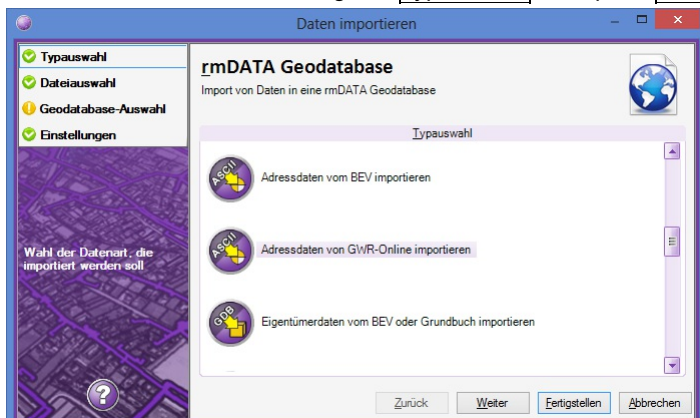 Daten importieren
Typauswahl
Dateiauswahl
Geodatabase-Auswahl
Einstellungen
Wahl der Datenart, die
importiert werden soll
rmDATA Geodatabase
Import von Daten in eine rmDATA Geodatabase
Typauswahl
ASCII
Adressdaten vom BEV importieren
ASCII
Adressdaten von GWR-Online importieren
GDB
Eigentümerdaten vom BEV oder Grundbuch importieren
?
Zurück
Weiter
Fertigstellen
Abbrechen